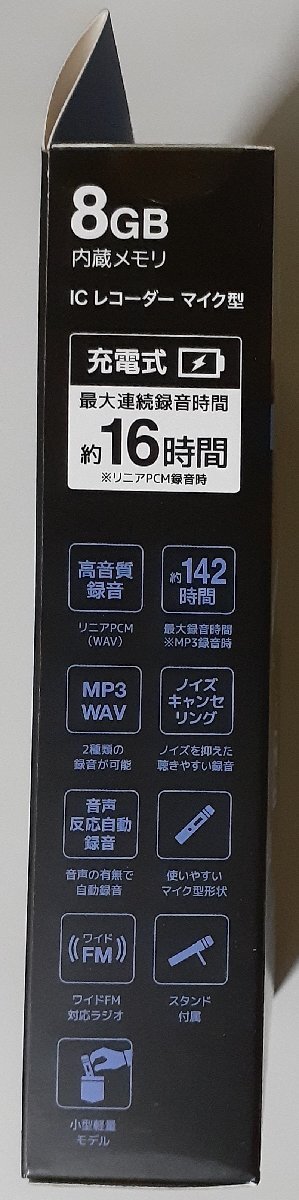 8GB
内蔵メモリ
IC レコーダー マイク型
充電式
最大連続録音時間
約16時間
※リニアPCM録音時
高音質
録音
リニアPCM
(WAV)
約142
時間
最大録音時間
※MP3録音時
MP3
WAV
2種類の
録音が可能
ノイズ
キャンセ
リング
ノイズを抑えた
聴きやすい録音
音声
反応自動
録音
音声の有無で
自動録音
使いやすい
マイク型形状
ワイド
FM
ワイドFM
対応ラジオ
スタンド
付属
小型軽量
モデル